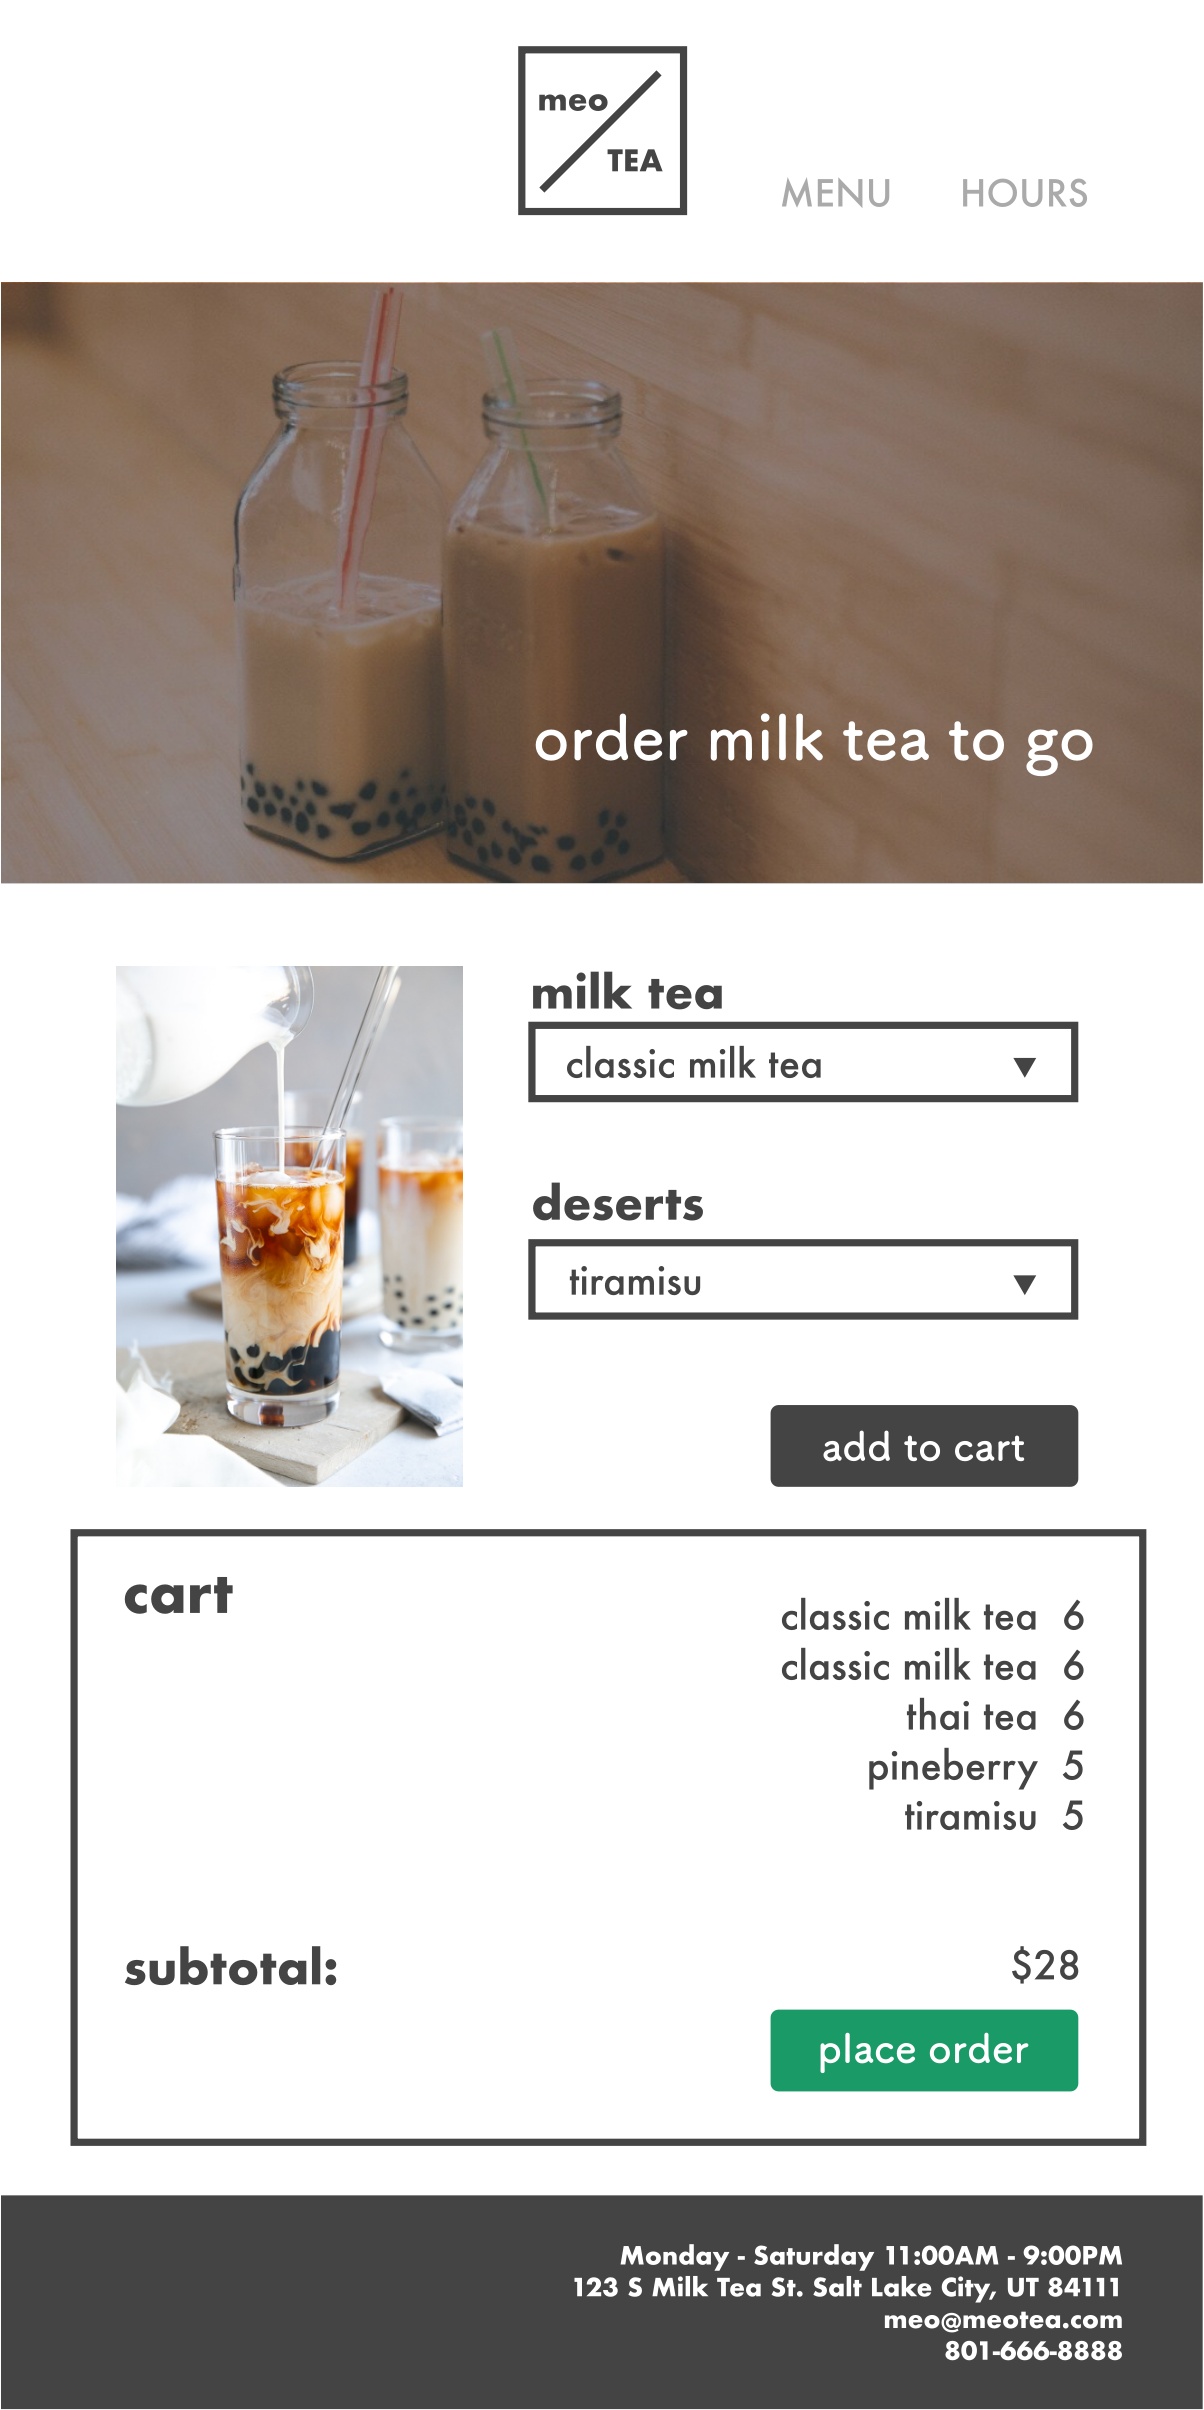 meo
TEA
MENU HOURS
order milk tea to go
milk tea
classic milk tea ▼
deserts
tiramisu ▼
add to cart
cart
classic milk tea 6
classic milk tea 6
thai tea 6
pineberry 5
tiramisu 5
subtotal: $28
place order
Monday - Saturday 11:00AM - 9:00PM
123 S Milk Tea St. Salt Lake City, UT 84111
meo@meotea.com
801-666-8888